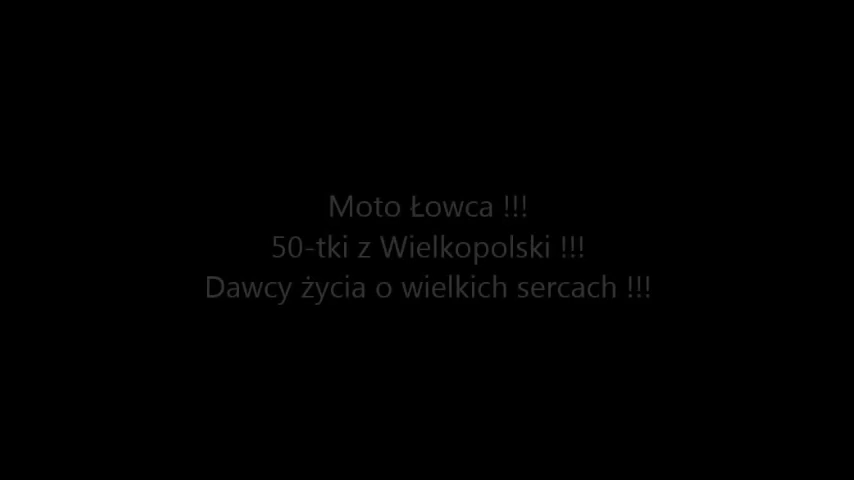 Moto Łowca !!!
50-tki z Wielkopolski !!!
Dawcy życia o wielkich sercach !!!